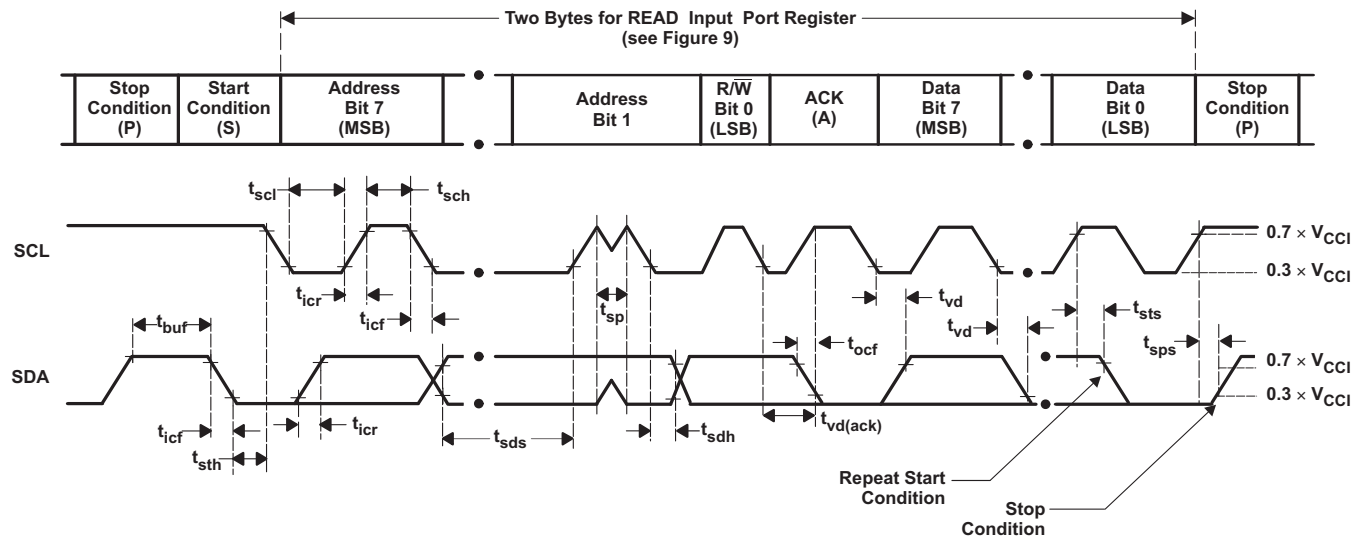 Two Bytes for READ Input Port Register
(see Figure 9)
Stop
Condition
(P)
Start
Condition
(S)
Address
Bit 7
(MSB)
Address
Bit 1
R/W̅
Bit 0
(LSB)
ACK
(A)
Data
Bit 7
(MSB)
Data
Bit 0
(LSB)
Stop
Condition
(P)
tscl
tsch
SCL
0.7 × VCCI
0.3 × VCCI
ticr
ticf
tsp
tvd
tvd
tsts
tbuf
tocf
tsps
SDA
0.7 × VCCI
0.3 × VCCI
ticf
ticr
tsth
tsds
tsdh
tvd(ack)
Repeat Start
Condition
Stop
Condition